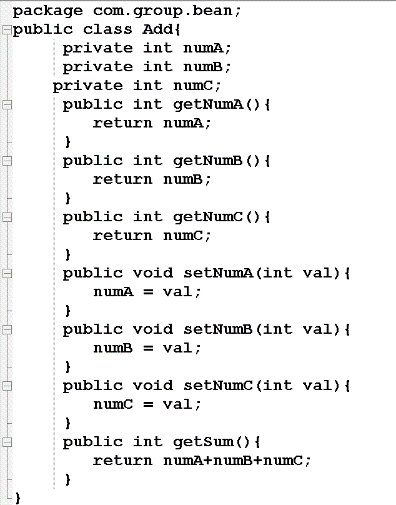 package com.group.bean;
public class Add{
private int numA;
private int numB;
private int numC;
public int getNumA(){
return numA;
}
public int getNumB(){
return numB;
}
public int getNumC(){
return numC;
}
public void setNumA(int val){
numA = val;
}
public void setNumB(int val){
numB = val;
}
public void setNumC(int val){
numC = val;
}
public int getSum(){
return numA+numB+numC;
}
}